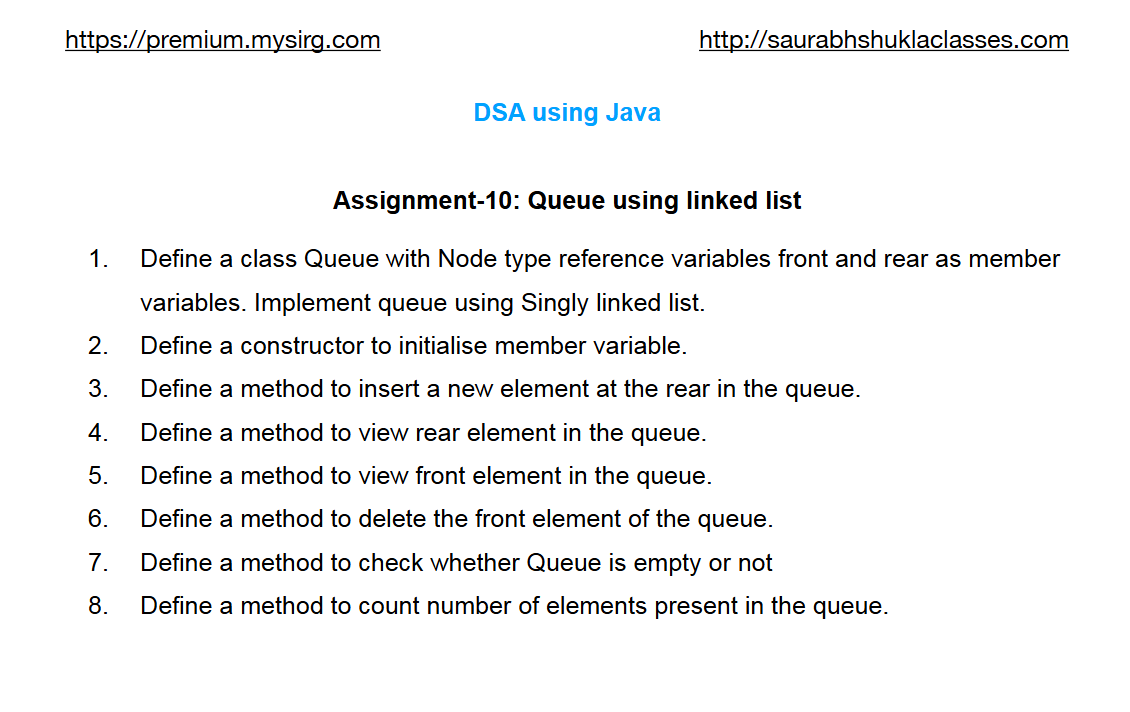 https://premium.mysirg.com http://saurabhshuklaclasses.com
DSA using Java
Assignment-10: Queue using linked list
1. Define a class Queue with Node type reference variables front and rear as member
variables. Implement queue using Singly linked list.
2. Define a constructor to initialise member variable.
3. Define a method to insert a new element at the rear in the queue.
4. Define a method to view rear element in the queue.
5. Define a method to view front element in the queue.
6. Define a method to delete the front element of the queue.
7. Define a method to check whether Queue is empty or not
8. Define a method to count number of elements present in the queue.